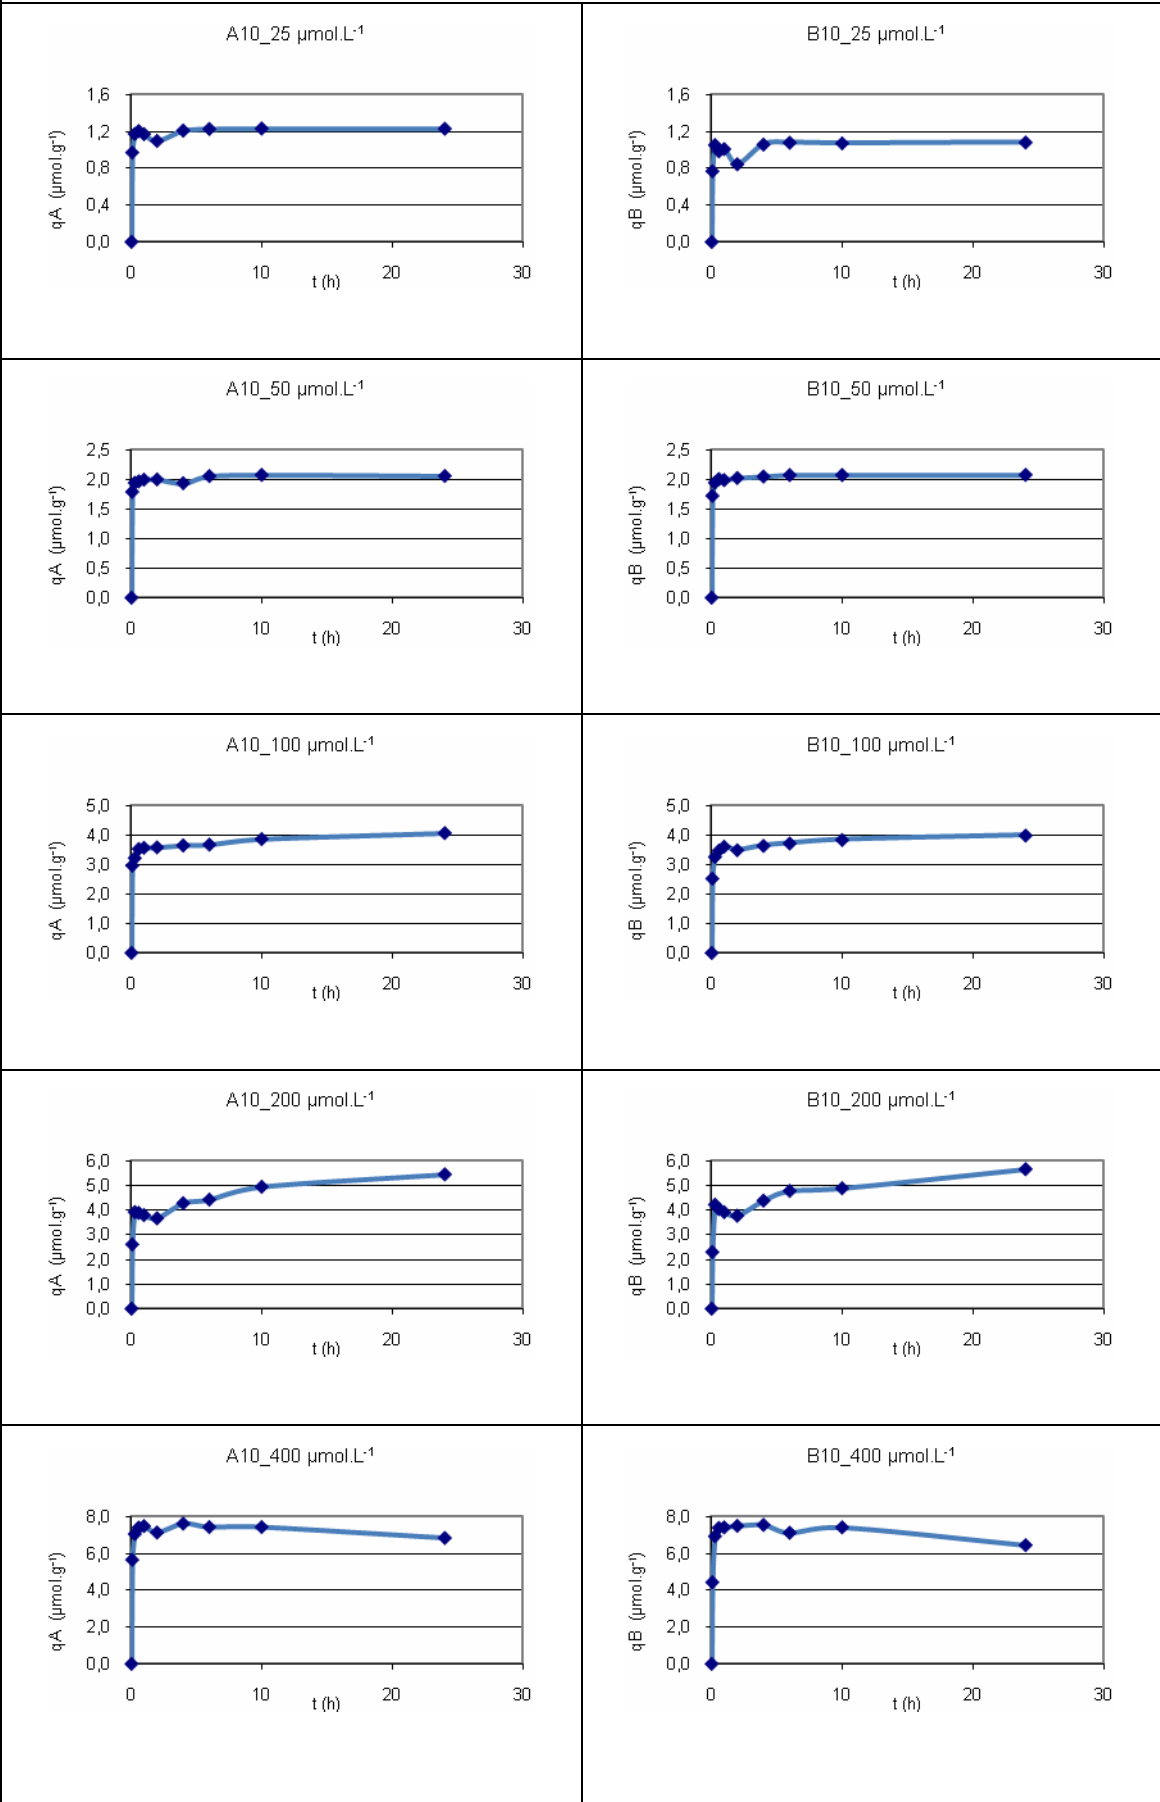 A10_25 µmol.L⁻¹
qA (µmol.g⁻¹)
1,6
1,2
0,8
0,4
0,0
0 10 20 30
t (h)
B10_25 µmol.L⁻¹
qB (µmol.g⁻¹)
1,6
1,2
0,8
0,4
0,0
0 10 20 30
t (h)
A10_50 µmol.L⁻¹
qA (µmol.g⁻¹)
2,5
2,0
1,5
1,0
0,5
0,0
0 10 20 30
t (h)
B10_50 µmol.L⁻¹
qB (µmol.g⁻¹)
2,5
2,0
1,5
1,0
0,5
0,0
0 10 20 30
t (h)
A10_100 µmol.L⁻¹
qA (µmol.g⁻¹)
5,0
4,0
3,0
2,0
1,0
0,0
0 10 20 30
t (h)
B10_100 µmol.L⁻¹
qB (µmol.g⁻¹)
5,0
4,0
3,0
2,0
1,0
0,0
0 10 20 30
t (h)
A10_200 µmol.L⁻¹
qA (µmol.g⁻¹)
6,0
5,0
4,0
3,0
2,0
1,0
0,0
0 10 20 30
t (h)
B10_200 µmol.L⁻¹
qB (µmol.g⁻¹)
6,0
5,0
4,0
3,0
2,0
1,0
0,0
0 10 20 30
t (h)
A10_400 µmol.L⁻¹
qA (µmol.g⁻¹)
8,0
6,0
4,0
2,0
0,0
0 10 20 30
t (h)
B10_400 µmol.L⁻¹
qB (µmol.g⁻¹)
8,0
6,0
4,0
2,0
0,0
0 10 20 30
t (h)